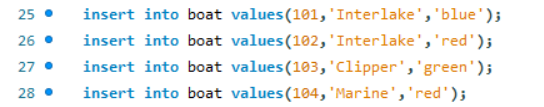 25 insert into boat values(101,'Interlake','blue');
26 insert into boat values(102,'Interlake','red');
27 insert into boat values(103,'Clipper','green');
28 insert into boat values(104,'Marine','red');